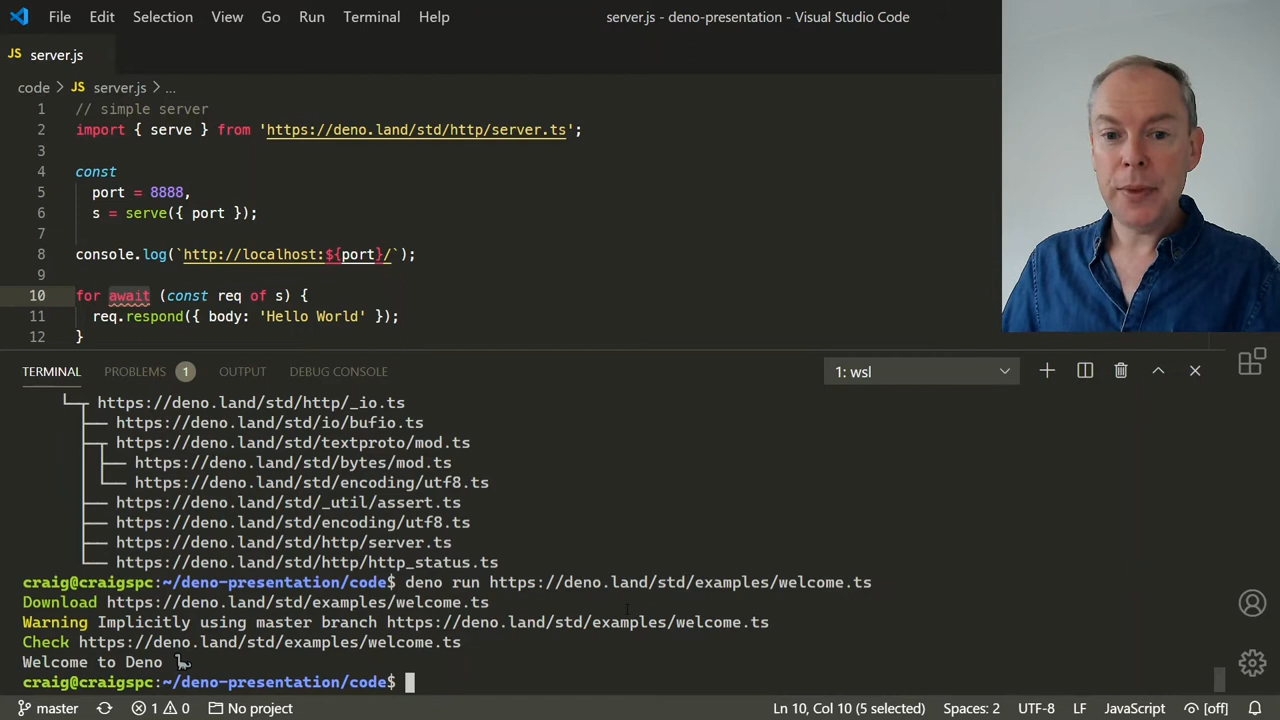 File Edit Selection View Go Run Terminal Help server.js - deno-presentation - Visual Studio Code
JS server.js
code > JS server.js > ...
1 // simple server
2 import { serve } from 'https://deno.land/std/http/server.ts';
3
4 const
5 port = 8888,
6 s = serve({ port });
7
8 console.log(`http://localhost:${port}/`);
9
10 for await (const req of s) {
11 req.respond({ body: 'Hello World' });
12 }
TERMINAL PROBLEMS 1 OUTPUT DEBUG CONSOLE 1: wsl
https://deno.land/std/http/_io.ts
https://deno.land/std/io/bufio.ts
https://deno.land/std/textproto/mod.ts
https://deno.land/std/bytes/mod.ts
https://deno.land/std/encoding/utf8.ts
https://deno.land/std/_util/assert.ts
https://deno.land/std/encoding/utf8.ts
https://deno.land/std/http/server.ts
https://deno.land/std/http/http_status.ts
craig@craigspc:~/deno-presentation/code$ deno run https://deno.land/std/examples/welcome.ts
Download https://deno.land/std/examples/welcome.ts
Warning Implicitly using master branch https://deno.land/std/examples/welcome.ts
Check https://deno.land/std/examples/welcome.ts
Welcome to Deno 🦕
craig@craigspc:~/deno-presentation/code$
master 1 0 No project Ln 10, Col 10 (5 selected) Spaces: 2 UTF-8 LF JavaScript [off]